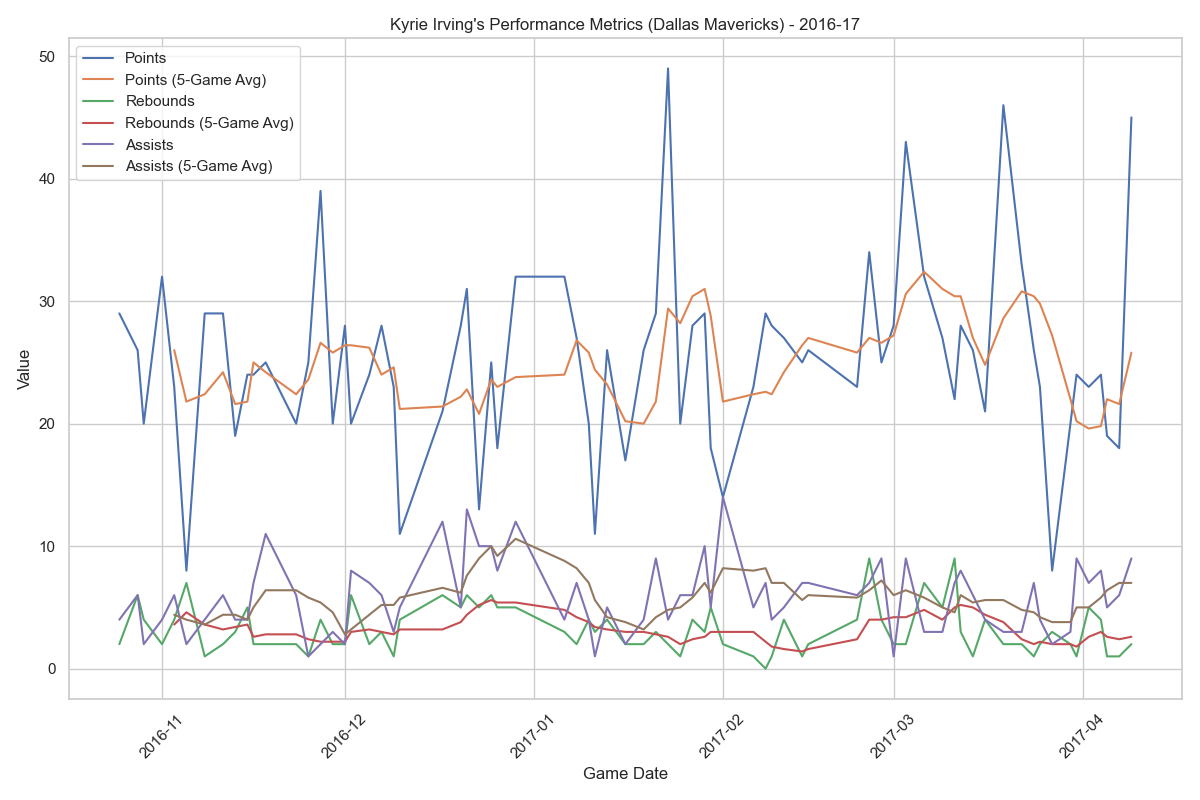 Kyrie Irving's Performance Metrics (Dallas Mavericks) - 2016-17
Points
Points (5-Game Avg)
Rebounds
Rebounds (5-Game Avg)
Assists
Assists (5-Game Avg)
50
40
30
20
10
0
Value
2016-11
2016-12
2017-01
2017-02
2017-03
2017-04
Game Date